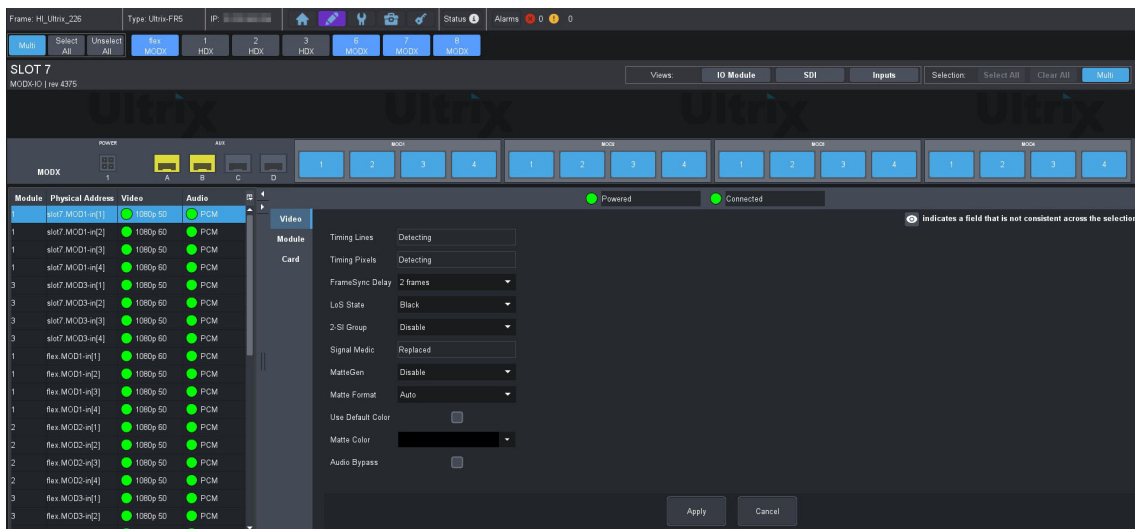 Frame: HI_Ultrix_226 Type: Ultrix-FR5 IP: Status Alarms 0 0
Multi Select All Unselect All flex MODX 1 HDX 2 HDX 3 HDX 6 MODX 7 MODX 8 MODX
SLOT 7
MODX-IO | rev 4375
Views: IO Module SDI Inputs Selection: Select All Clear All Multi
Ultrix Ultrix Ultrix Ultrix
POWER AUX MOD1 MOD2 MOD3 MOD4
MODX 1 A B C D 1 2 3 4 1 2 3 4 1 2 3 4 1 2 3 4
Powered Connected
indicates a field that is not consistent across the selection
Module Physical Address Video Audio
1 slot7.MOD1-in[1] 1080p 50 PCM
1 slot7.MOD1-in[2] 1080p 60 PCM
1 slot7.MOD1-in[3] 1080p 50 PCM
1 slot7.MOD1-in[4] 1080p 60 PCM
3 slot7.MOD3-in[1] 1080p 50 PCM
3 slot7.MOD3-in[2] 1080p 60 PCM
3 slot7.MOD3-in[3] 1080p 50 PCM
3 slot7.MOD3-in[4] 1080p 60 PCM
1 flex.MOD1-in[1] 1080p 60 PCM
1 flex.MOD1-in[2] 1080p 50 PCM
1 flex.MOD1-in[3] 1080p 50 PCM
1 flex.MOD1-in[4] 1080p 50 PCM
2 flex.MOD2-in[1] 1080p 60 PCM
2 flex.MOD2-in[2] 1080p 50 PCM
2 flex.MOD2-in[3] 1080p 50 PCM
2 flex.MOD2-in[4] 1080p 60 PCM
3 flex.MOD3-in[1] 1080p 50 PCM
3 flex.MOD3-in[2] 1080p 50 PCM
Video
Module
Card
Timing Lines Detecting
Timing Pixels Detecting
FrameSync Delay 2 frames
LoS State Black
2-SI Group Disable
Signal Medic Replaced
MatteGen Disable
Matte Format Auto
Use Default Color
Matte Color
Audio Bypass
Apply Cancel